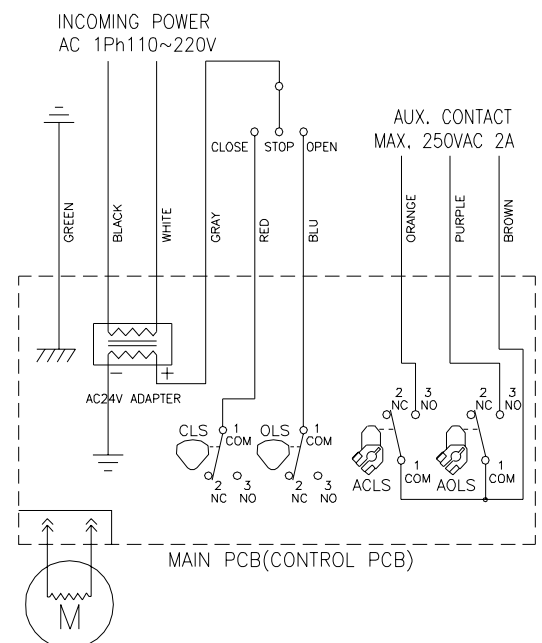 INCOMING POWER
AC 1Ph110~220V
AUX. CONTACT
MAX. 250VAC 2A
CLOSE STOP OPEN
GREEN
BLACK
WHITE
GRAY
RED
BLU
ORANGE
PURPLE
BROWN
- +
AC24V ADAPTER
CLS
1
COM
2
NC
3
NO
OLS
1
COM
2
NC
3
NO
2
NC
3
NO
1
COM
ACLS
2
NC
3
NO
1
COM
AOLS
MAIN PCB(CONTROL PCB)
M